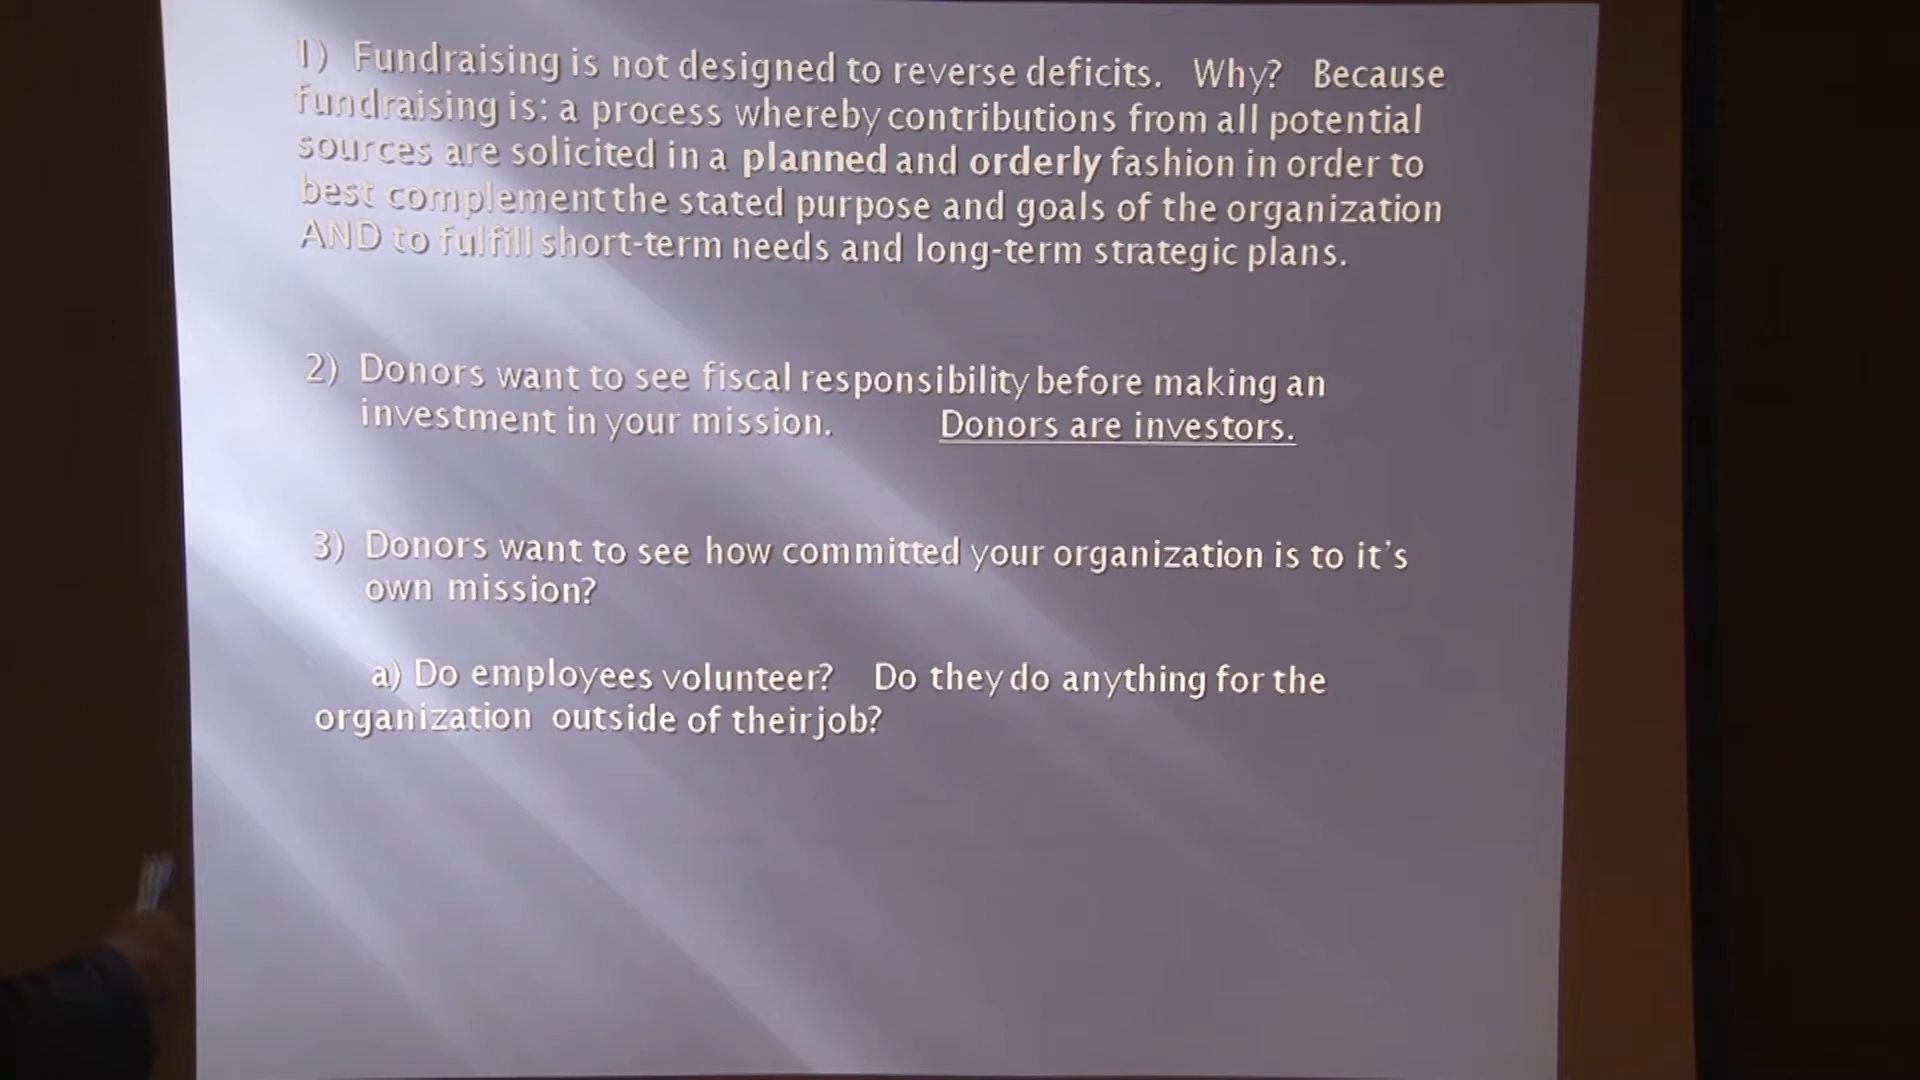 1) Fundraising is not designed to reverse deficits. Why? Because
fundraising is: a process whereby contributions from all potential
sources are solicited in a planned and orderly fashion in order to
best complement the stated purpose and goals of the organization
AND to fulfill short-term needs and long-term strategic plans.
2) Donors want to see fiscal responsibility before making an
investment in your mission. Donors are investors.
3) Donors want to see how committed your organization is to it's
own mission?
a) Do employees volunteer? Do they do anything for the
organization outside of their job?